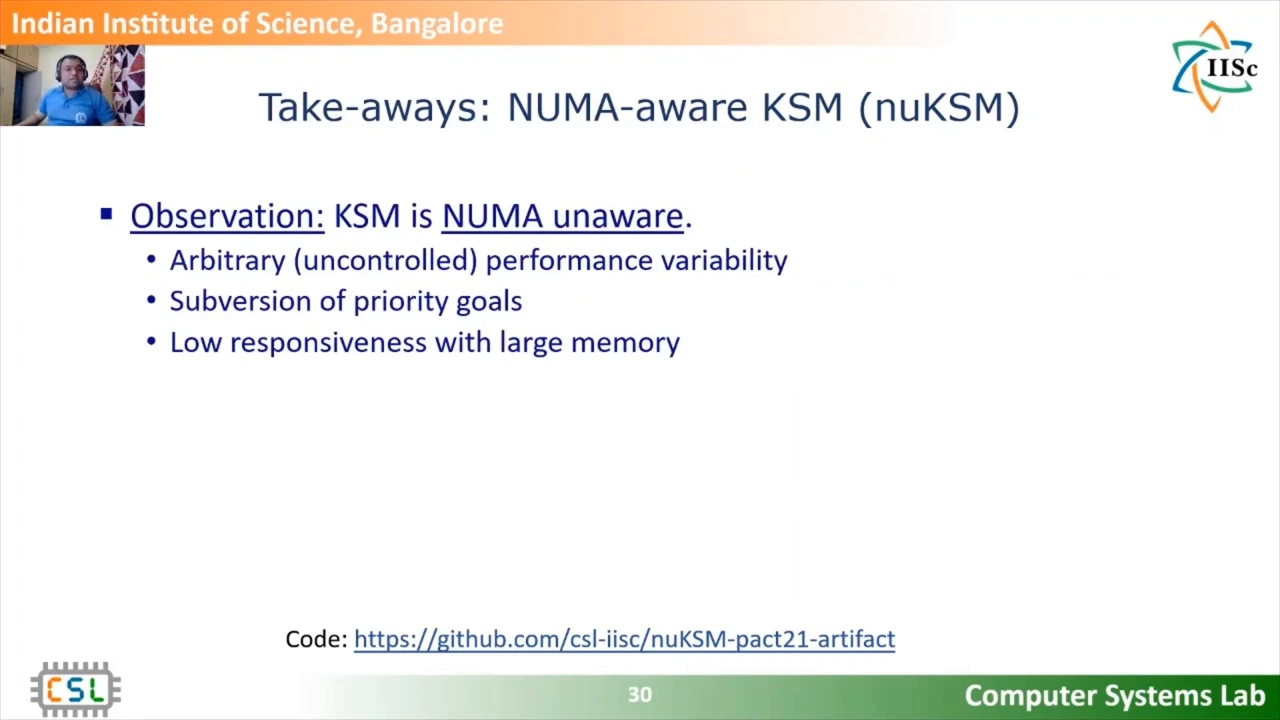 Indian Institute of Science, Bangalore
IISc
Take-aways: NUMA-aware KSM (nuKSM)
▪ Observation: KSM is NUMA unaware.
• Arbitrary (uncontrolled) performance variability
• Subversion of priority goals
• Low responsiveness with large memory
Code: https://github.com/csl-iisc/nuKSM-pact21-artifact
CSL
30
Computer Systems Lab